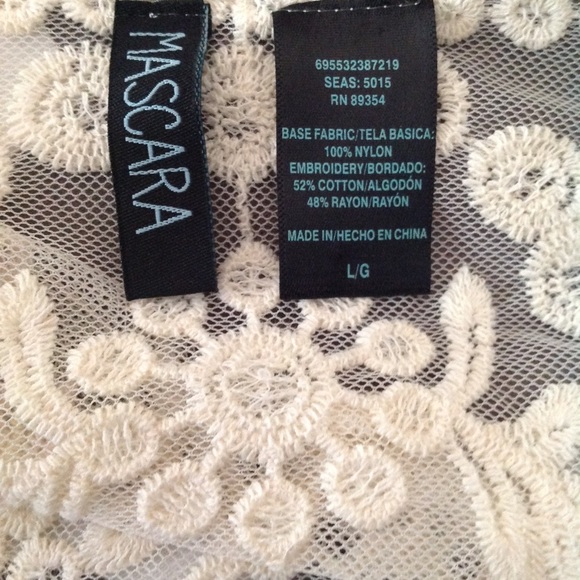 MASCARA
695532387219
SEAS: 5015
RN 89354
BASE FABRIC/TELA BASICA:
100% NYLON
EMBROIDERY/BORDADO:
52% COTTON/ALGODÓN
48% RAYON/RAYÓN
MADE IN/HECHO EN CHINA
L/G